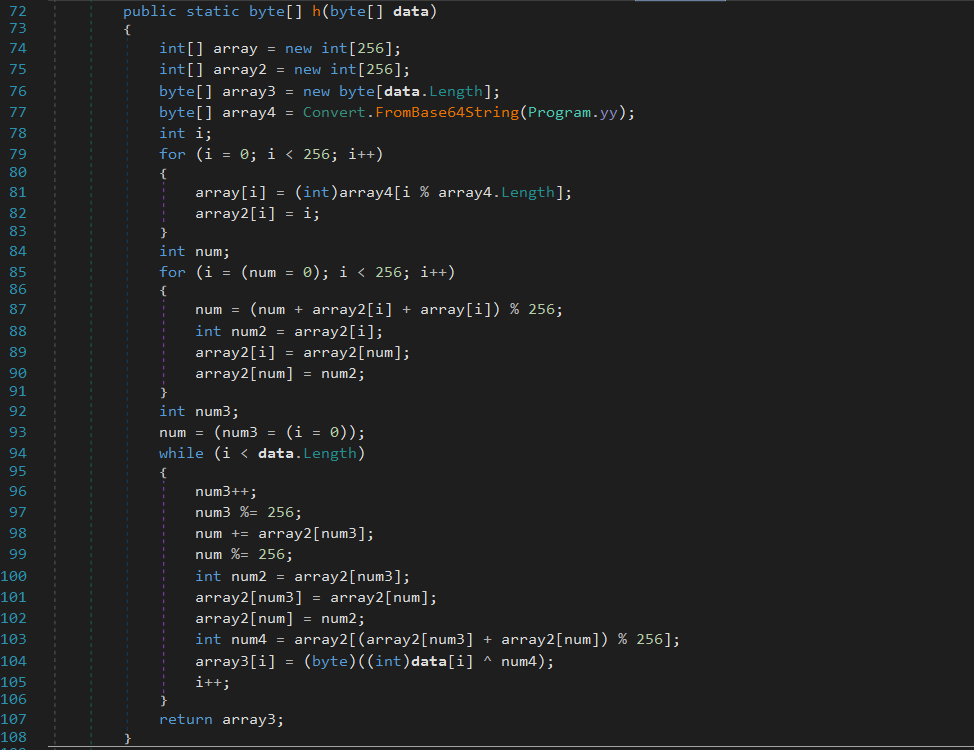 72 public static byte[] h(byte[] data)
73 {
74 int[] array = new int[256];
75 int[] array2 = new int[256];
76 byte[] array3 = new byte[data.Length];
77 byte[] array4 = Convert.FromBase64String(Program.yy);
78 int i;
79 for (i = 0; i < 256; i++)
80 {
81 array[i] = (int)array4[i % array4.Length];
82 array2[i] = i;
83 }
84 int num;
85 for (i = (num = 0); i < 256; i++)
86 {
87 num = (num + array2[i] + array[i]) % 256;
88 int num2 = array2[i];
89 array2[i] = array2[num];
90 array2[num] = num2;
91 }
92 int num3;
93 num = (num3 = (i = 0));
94 while (i < data.Length)
95 {
96 num3++;
97 num3 %= 256;
98 num += array2[num3];
99 num %= 256;
100 int num2 = array2[num3];
101 array2[num3] = array2[num];
102 array2[num] = num2;
103 int num4 = array2[(array2[num3] + array2[num]) % 256];
104 array3[i] = (byte)((int)data[i] ^ num4);
105 i++;
106 }
107 return array3;
108 }